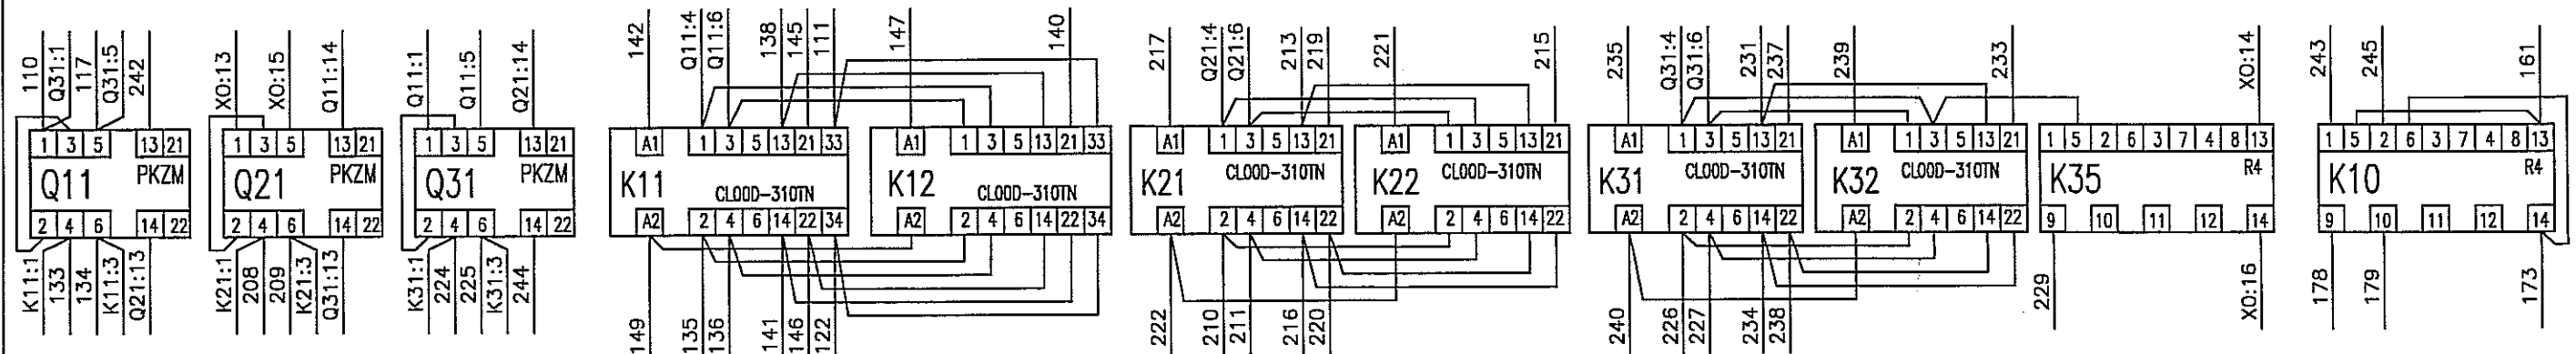 110 Q31:1 117 Q31:5 242 X0:13 X0:15 Q11:14 Q11:1 Q11:5 Q21:14 142 Q11:4 Q11:6 138 145 111 147 140 217 Q21:4 Q21:6 213 219 221 215 235 Q31:4 Q31:6 231 237 239 233 X0:14 243 245 161
1 3 5 13 21 1 3 5 13 21 1 3 5 13 21 A1 1 3 5 13 21 33 A1 1 3 5 13 21 33 A1 1 3 5 13 21 A1 1 3 5 13 21 A1 1 3 5 13 21 A1 1 3 5 13 21 1 5 2 6 3 7 4 8 13 1 5 2 6 3 7 4 8 13
Q11 PKZM Q21 PKZM Q31 PKZM K11 CL00D-310TN K12 CL00D-310TN K21 CL00D-310TN K22 CL00D-310TN K31 CL00D-310TN K32 CL00D-310TN K35 R4 K10 R4
2 4 6 14 22 2 4 6 14 22 2 4 6 14 22 A2 2 4 6 14 22 34 A2 2 4 6 14 22 34 A2 2 4 6 14 22 A2 2 4 6 14 22 A2 2 4 6 14 22 A2 2 4 6 14 22 9 10 11 12 14 9 10 11 12 14
K11:1 133 134 K11:3 Q21:13 K21:1 208 209 K21:3 Q31:13 K31:1 224 225 K31:3 244 149 135 136 141 146 122 222 210 211 216 220 240 226 227 234 238 229 X0:16 178 179 173